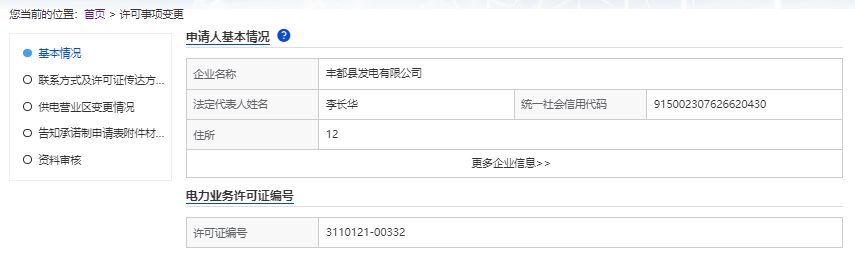 您当前的位置：首页 > 许可事项变更
基本情况
联系方式及许可证传达方...
供电营业区变更情况
告知承诺制申请表附件材...
资料审核
申请人基本情况 ?
企业名称 丰都县发电有限公司
法定代表人姓名 李长华 统一社会信用代码 915002307626620430
住所 12
更多企业信息>>
电力业务许可证编号
许可证编号 3110121-00332